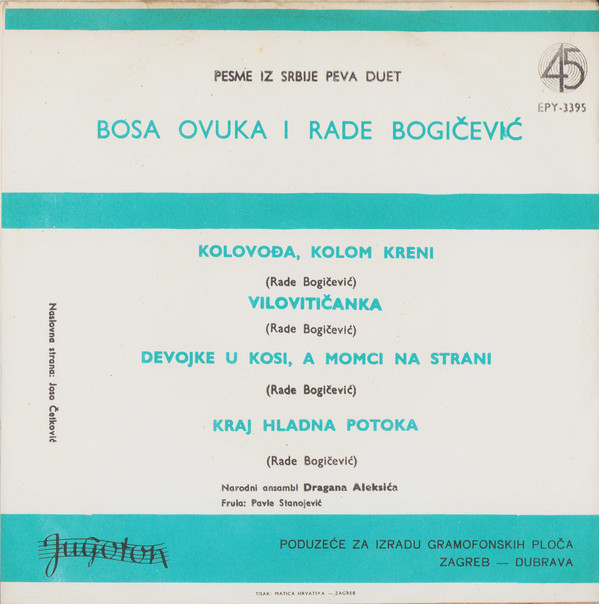 PESME IZ SRBIJE PEVA DUET
45
EPY-3395
BOSA OVUKA I RADE BOGIČEVIĆ
KOLOVOĐA, KOLOM KRENI
(Rade Bogičević)
VILOVITIČANKA
(Rade Bogičević)
DEVOJKE U KOSI, A MOMCI NA STRANI
(Rade Bogičević)
KRAJ HLADNA POTOKA
(Rade Bogičević)
Narodni ansambl Dragana Aleksića
Frula: Pavle Stanojević
Naslovna strana: Joso Četković
Jugoton
PODUZEĆE ZA IZRADU GRAMOFONSKIH PLOČA
ZAGREB — DUBRAVA
TISAK: MATICA HRVATSKA — ZAGREB